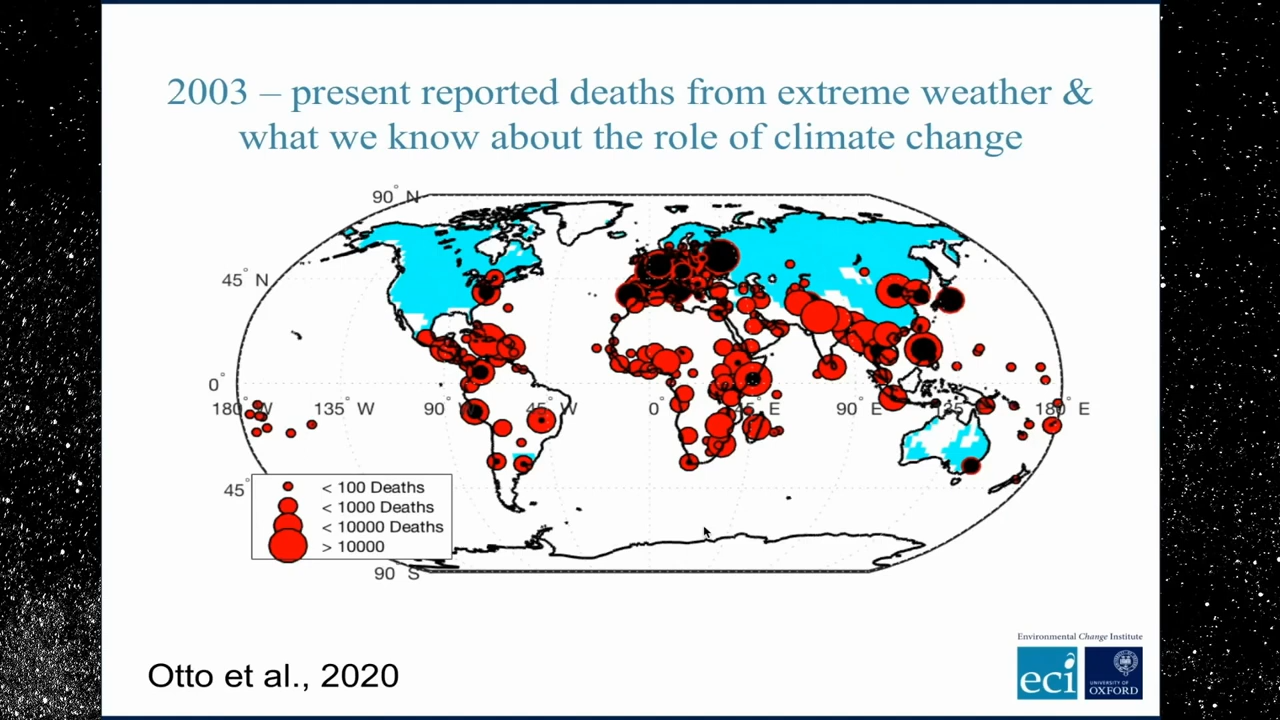 2003 – present reported deaths from extreme weather &
what we know about the role of climate change
90° N
45° N
0°
180° W 135° W 90° W 45° W 0° 45° E 90° E 135° E 180° E
45°
90° S
< 100 Deaths
< 1000 Deaths
< 10000 Deaths
> 10000
Otto et al., 2020
Environmental Change Institute
eci
UNIVERSITY OF
OXFORD